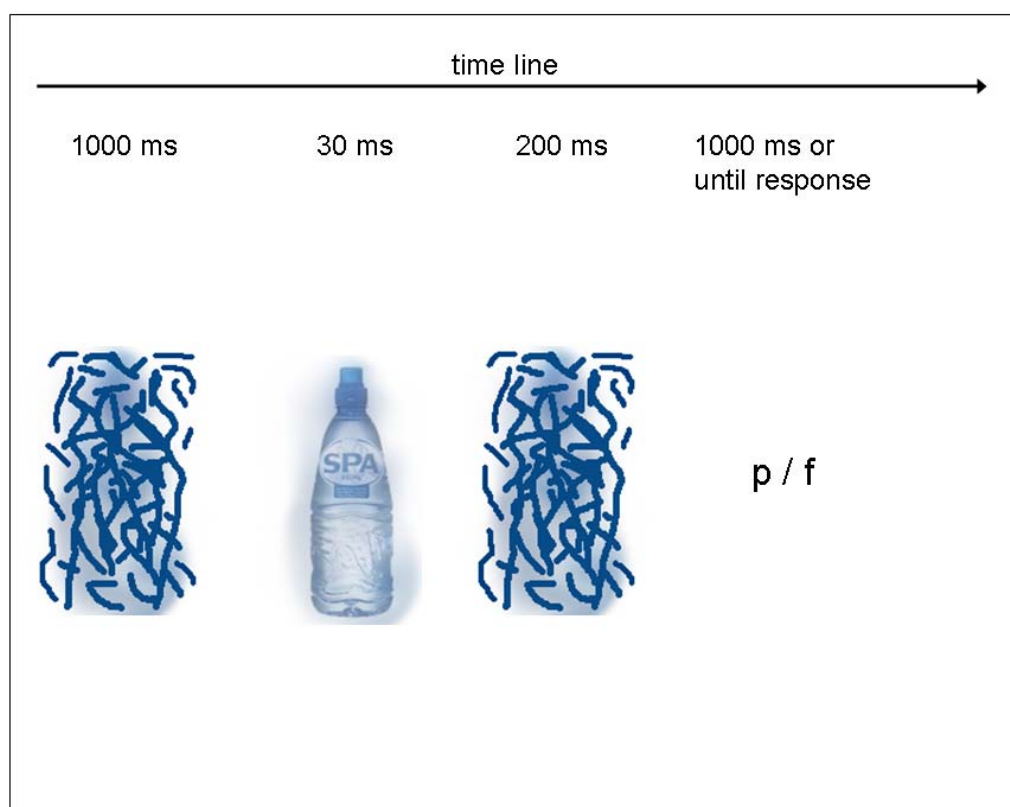 time line
1000 ms
30 ms
200 ms
1000 ms or
until response
SPA
p / f